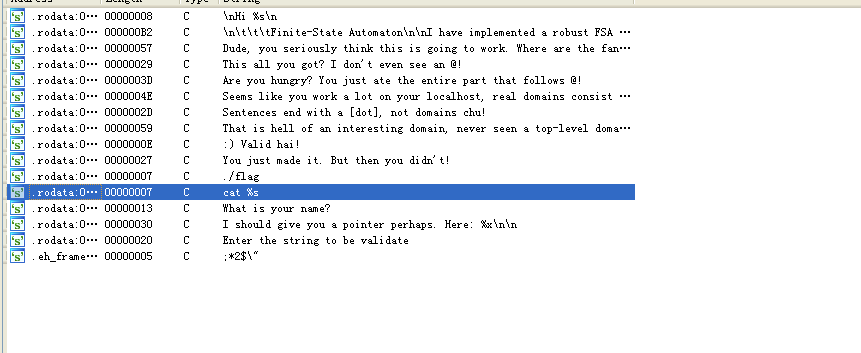 Address Length Type String
.rodata:0… 00000008 C \nHi %s\n
.rodata:0… 000000B2 C \n\t\t\tFinite-State Automaton\n\nI have implemented a robust FSA …
.rodata:0… 00000057 C Dude, you seriously think this is going to work. Where are the fan…
.rodata:0… 00000029 C This all you got? I don't even see an @!
.rodata:0… 0000003D C Are you hungry? You just ate the entire part that follows @!
.rodata:0… 0000004E C Seems like you work a lot on your localhost, real domains consist …
.rodata:0… 0000002D C Sentences end with a [dot], not domains chu!
.rodata:0… 00000059 C That is hell of an interesting domain, never seen a top-level doma…
.rodata:0… 0000000E C :) Valid hai!
.rodata:0… 00000027 C You just made it. But then you didn't!
.rodata:0… 00000007 C ./flag
.rodata:0… 00000007 C cat %s
.rodata:0… 00000013 C What is your name?
.rodata:0… 00000030 C I should give you a pointer perhaps. Here: %x\n\n
.rodata:0… 00000020 C Enter the string to be validate
.eh_frame… 00000005 C ;*2$\"